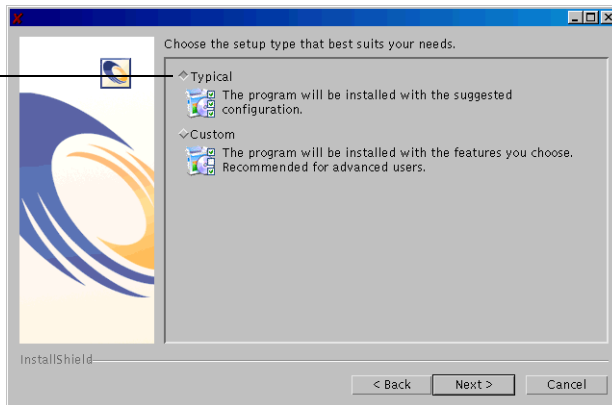 Choose the setup type that best suits your needs.
Typical
The program will be installed with the suggested
configuration.
Custom
The program will be installed with the features you choose.
Recommended for advanced users.
InstallShield
< Back
Next >
Cancel